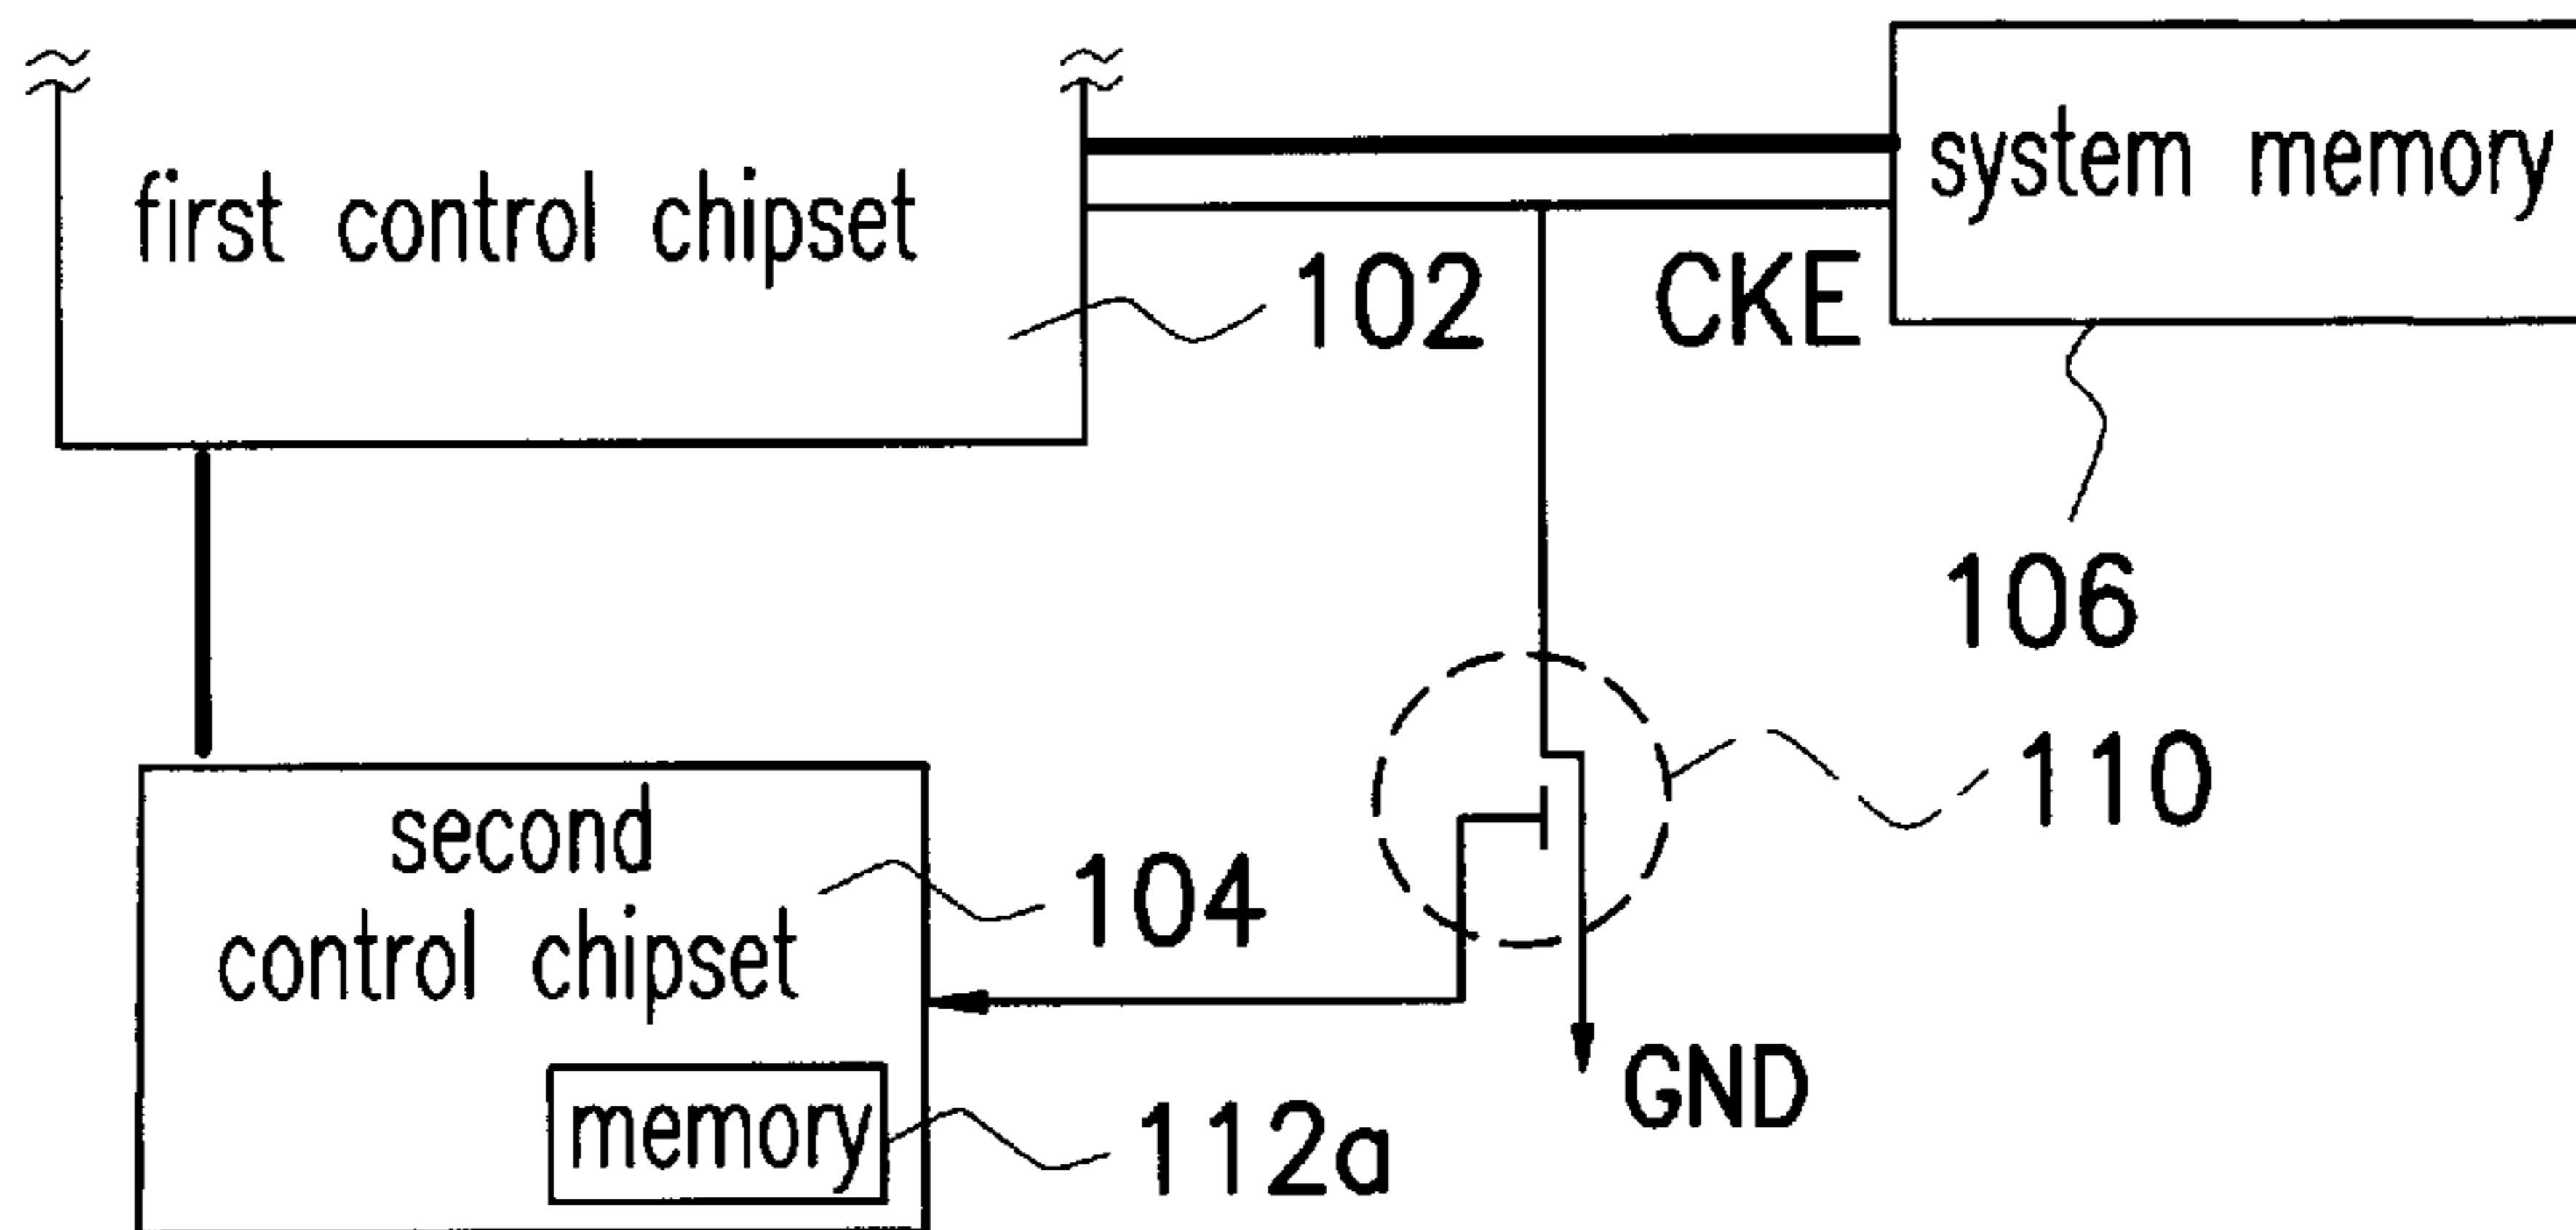 system memory
first control chipset
102
CKE
106
110
second
control chipset
104
GND
memory
112a